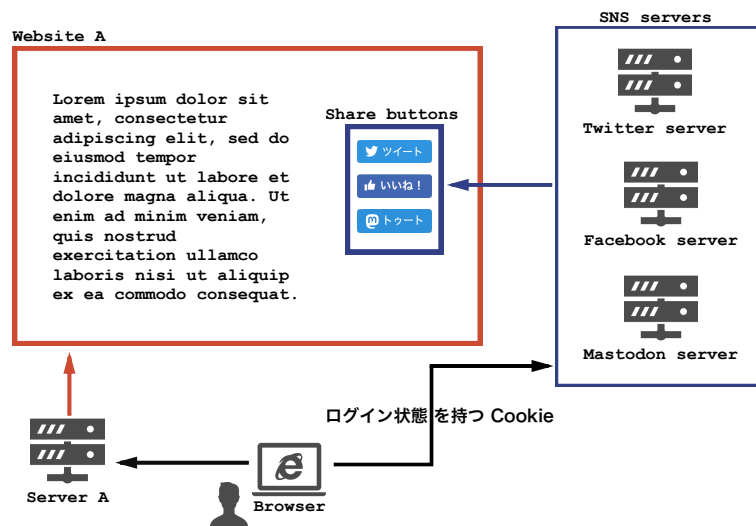 SNS servers
Website A
Lorem ipsum dolor sit
amet, consectetur
adipiscing elit, sed do
eiusmod tempor
incididunt ut labore et
dolore magna aliqua. Ut
enim ad minim veniam,
quis nostrud
exercitation ullamco
laboris nisi ut aliquip
ex ea commodo consequat.
Share buttons
ツイート
いいね！
トゥート
Twitter server
Facebook server
Mastodon server
ログイン状態を持つ Cookie
Server A
Browser